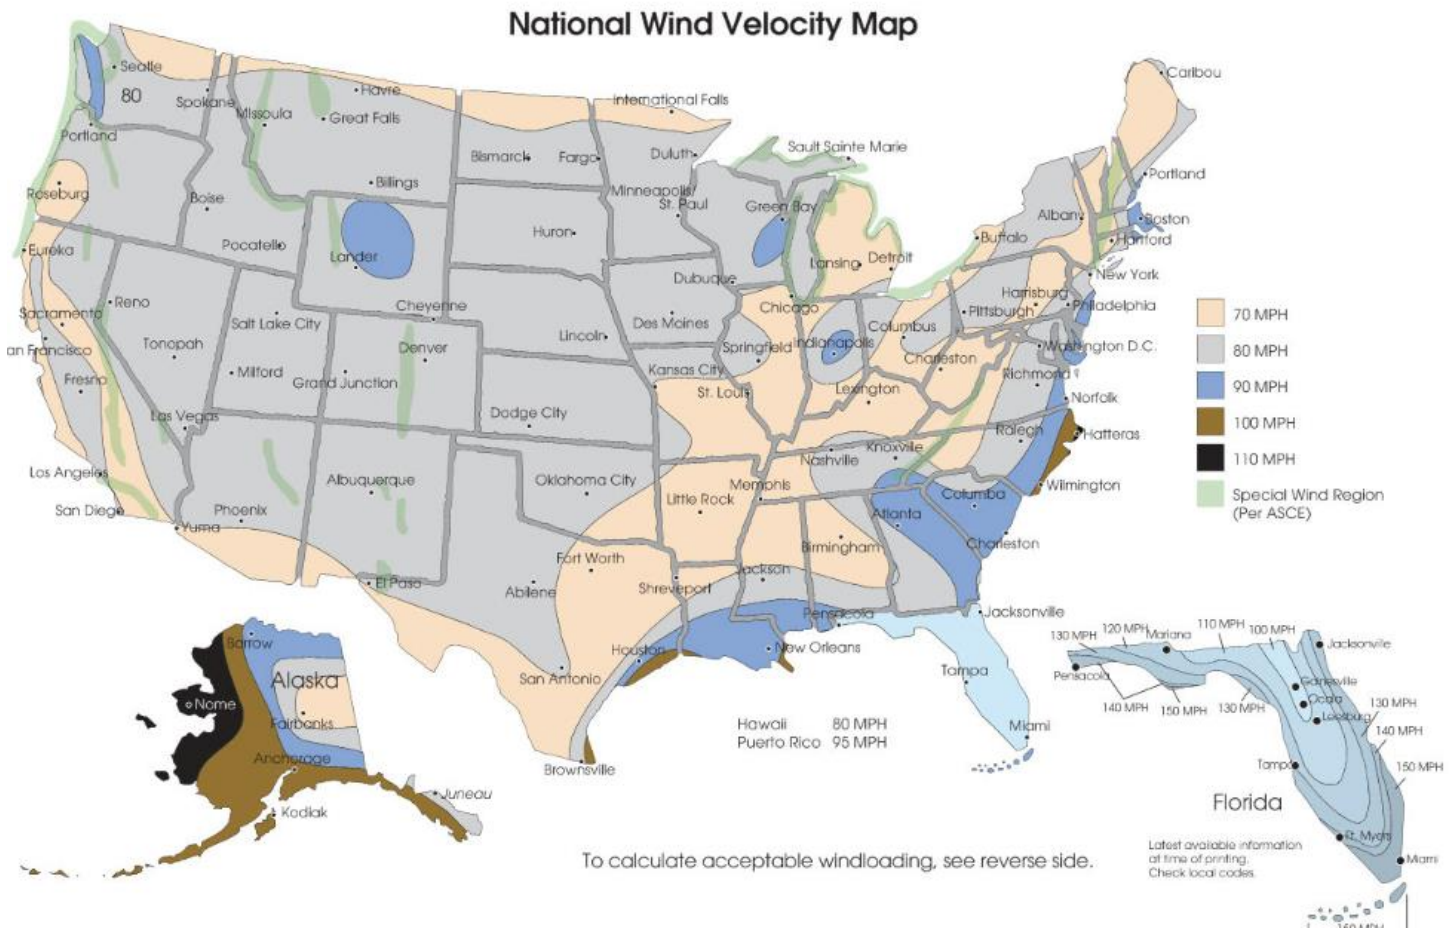 National Wind Velocity Map
Seattle
80
Spokane
Portland
Missoula
Havre
Great Falls
Billings
Roseburg
Boise
Pocatello
Lander
Cheyenne
Eureka
Reno
Sacramento
an Francisco
Fresno
Tonopah
Salt Lake City
Milford
Grand Junction
Denver
Las Vegas
Los Angeles
San Diego
Yuma
Phoenix
Albuquerque
El Paso
International Falls
Bismarck
Fargo
Duluth
Minneapolis/
St. Paul
Huron
Green Bay
Sault Sainte Marie
Dubuque
Lansing
Detroit
Chicago
Lincoln
Des Moines
Springfield
Indianapolis
Columbus
Kansas City
St. Louis
Lexington
Charleston
Dodge City
Oklahoma City
Little Rock
Memphis
Nashville
Knoxville
Fort Worth
Abilene
Shreveport
Jackson
Birmingham
Atlanta
Columba
Charleston
Houston
San Antonio
Brownsville
New Orleans
Pensacola
Jacksonville
Tampa
Miami
Caribou
Portland
Albany
Boston
Hartford
Buffalo
New York
Harrisburg
Philadelphia
Pittsburgh
Washington D.C.
Richmond
Norfolk
Ralegh
Hatteras
Wilmington
70 MPH
80 MPH
90 MPH
100 MPH
110 MPH
Special Wind Region
(Per ASCE)
Barrow
Alaska
Nome
Fairbanks
Anchorage
Juneau
Kodiak
Hawaii 80 MPH
Puerto Rico 95 MPH
To calculate acceptable windloading, see reverse side.
130 MPH
120 MPH
Mariana
110 MPH
100 MPH
Jacksonville
Pensacola
140 MPH
150 MPH
130 MPH
Gainesville
Ocala
Leesburg
130 MPH
140 MPH
150 MPH
Tampa
Florida
Ft. Myers
Miami
Latest available information
at time of printing.
Check local codes.
150 MPH